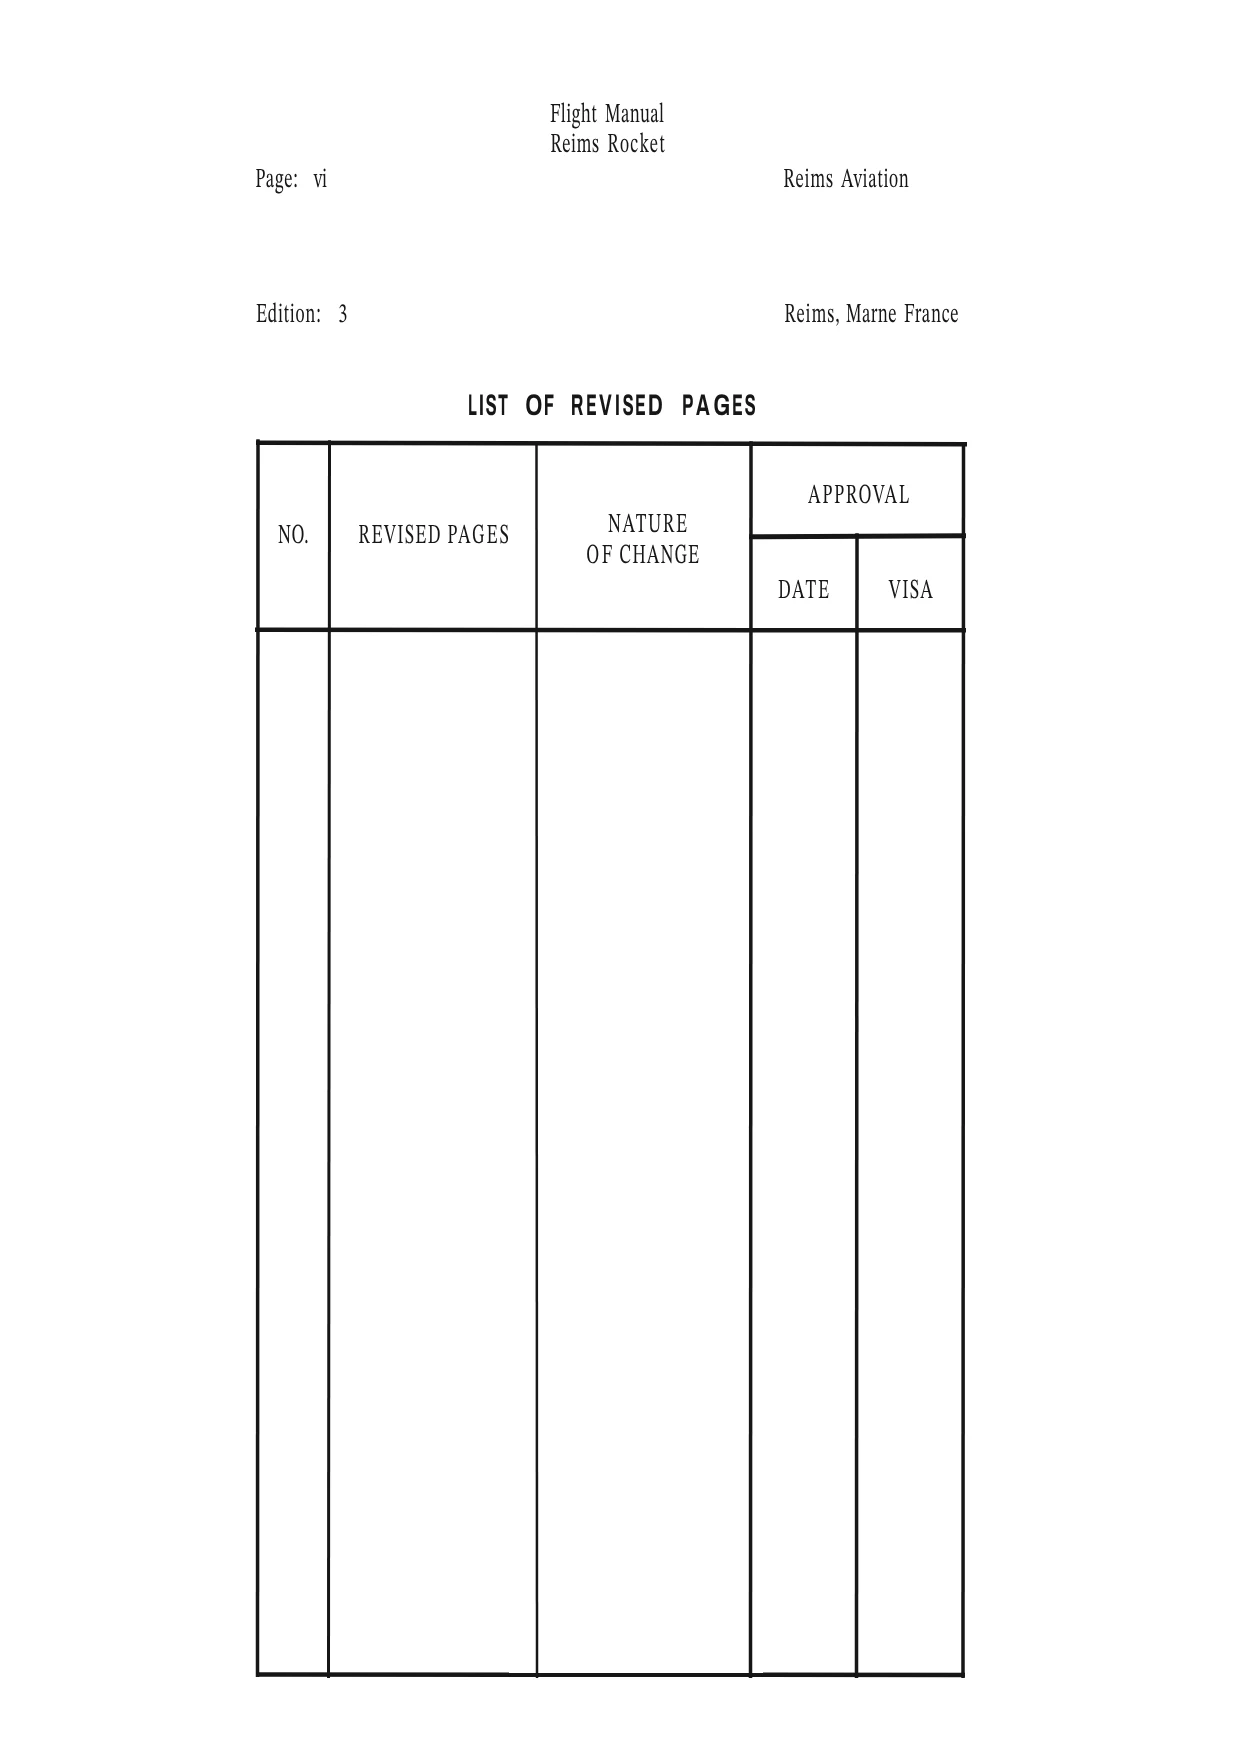 Flight Manual
Reims Rocket
Page: vi Reims Aviation
Edition: 3 Reims, Marne France
LIST OF REVISED PAGES
NO. REVISED PAGES NATURE OF CHANGE APPROVAL
DATE VISA